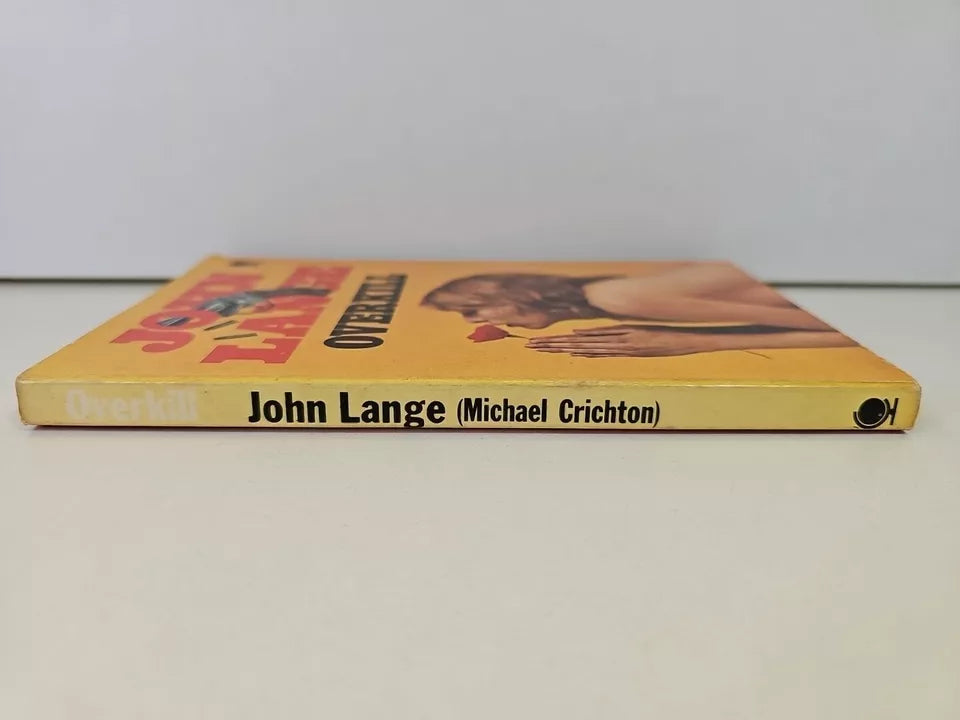 JOHN
LANGE
OVERKILL
Overkill John Lange (Michael Crichton)